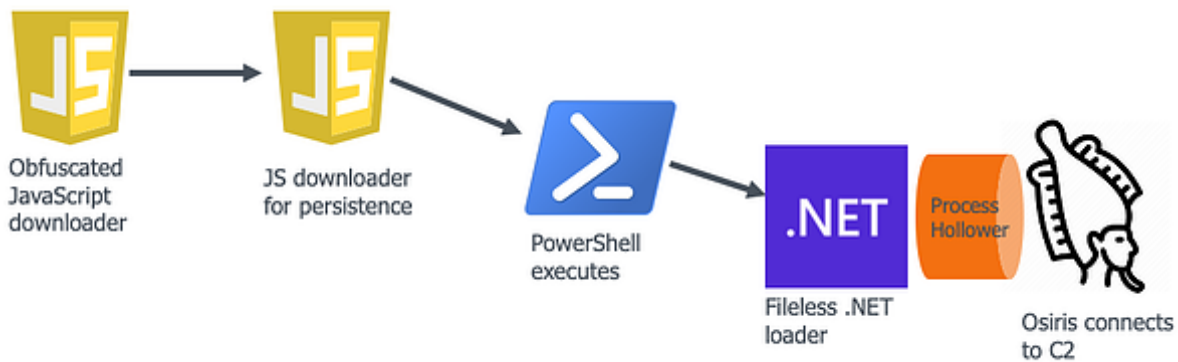 JS
Obfuscated
JavaScript
downloader
JS
JS downloader
for persistence
PowerShell
executes
.NET
Fileless .NET
loader
Process
Hollower
Osiris connects
to C2